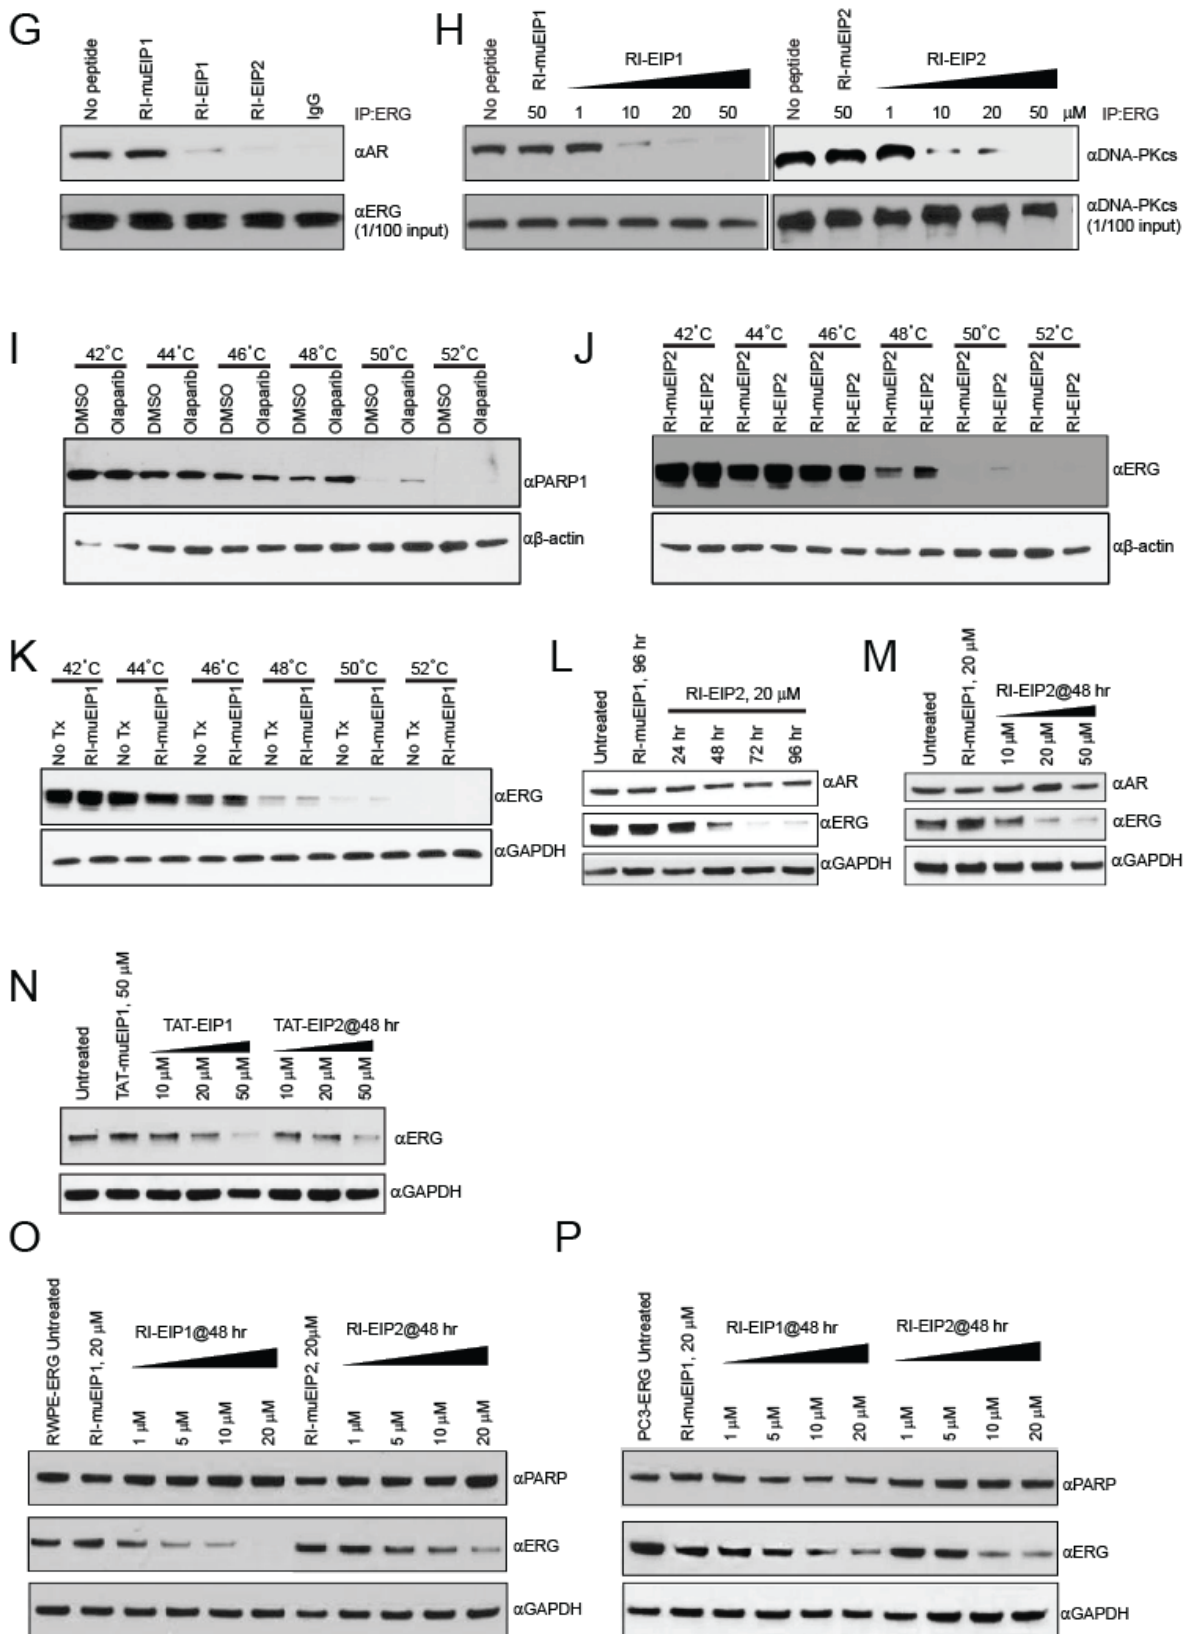 G
No peptide
RI-muEIP1
RI-EIP1
RI-EIP2
IgG
IP:ERG
αAR
αERG
(1/100 input)
H
No peptide
RI-muEIP1
RI-EIP1
50 1 10 20 50
No peptide
RI-muEIP2
RI-EIP2
50 1 10 20 50 μM IP:ERG
αDNA-PKcs
αDNA-PKcs
(1/100 input)
I
42˚C 44˚C 46˚C 48˚C 50˚C 52˚C
DMSO
Olaparib
DMSO
Olaparib
DMSO
Olaparib
DMSO
Olaparib
DMSO
Olaparib
DMSO
Olaparib
αPARP1
αβ-actin
J
42˚C 44˚C 46˚C 48˚C 50˚C 52˚C
RI-muEIP2
RI-EIP2
RI-muEIP2
RI-EIP2
RI-muEIP2
RI-EIP2
RI-muEIP2
RI-EIP2
RI-muEIP2
RI-EIP2
RI-muEIP2
RI-EIP2
αERG
αβ-actin
K
42˚C 44˚C 46˚C 48˚C 50˚C 52˚C
No Tx
RI-muEIP1
No Tx
RI-muEIP1
No Tx
RI-muEIP1
No Tx
RI-muEIP1
No Tx
RI-muEIP1
No Tx
RI-muEIP1
αERG
αGAPDH
L
Untreated
RI-muEIP1, 96 hr
RI-EIP2, 20 μM
24 hr
48 hr
72 hr
96 hr
αAR
αERG
αGAPDH
M
Untreated
RI-muEIP1, 20 μM
RI-EIP2@48 hr
10 μM
20 μM
50 μM
αAR
αERG
αGAPDH
N
Untreated
TAT-muEIP1, 50 μM
TAT-EIP1
10 μM
20 μM
50 μM
TAT-EIP2@48 hr
10 μM
20 μM
50 μM
αERG
αGAPDH
O
RWPE-ERG Untreated
RI-muEIP1, 20 μM
RI-EIP1@48 hr
1 μM
5 μM
10 μM
20 μM
RI-muEIP2, 20μM
RI-EIP2@48 hr
1 μM
5 μM
10 μM
20 μM
αPARP
αERG
αGAPDH
P
PC3-ERG Untreated
RI-muEIP1, 20 μM
RI-EIP1@48 hr
1 μM
5 μM
10 μM
20 μM
RI-EIP2@48 hr
1 μM
5 μM
10 μM
20 μM
αPARP
αERG
αGAPDH